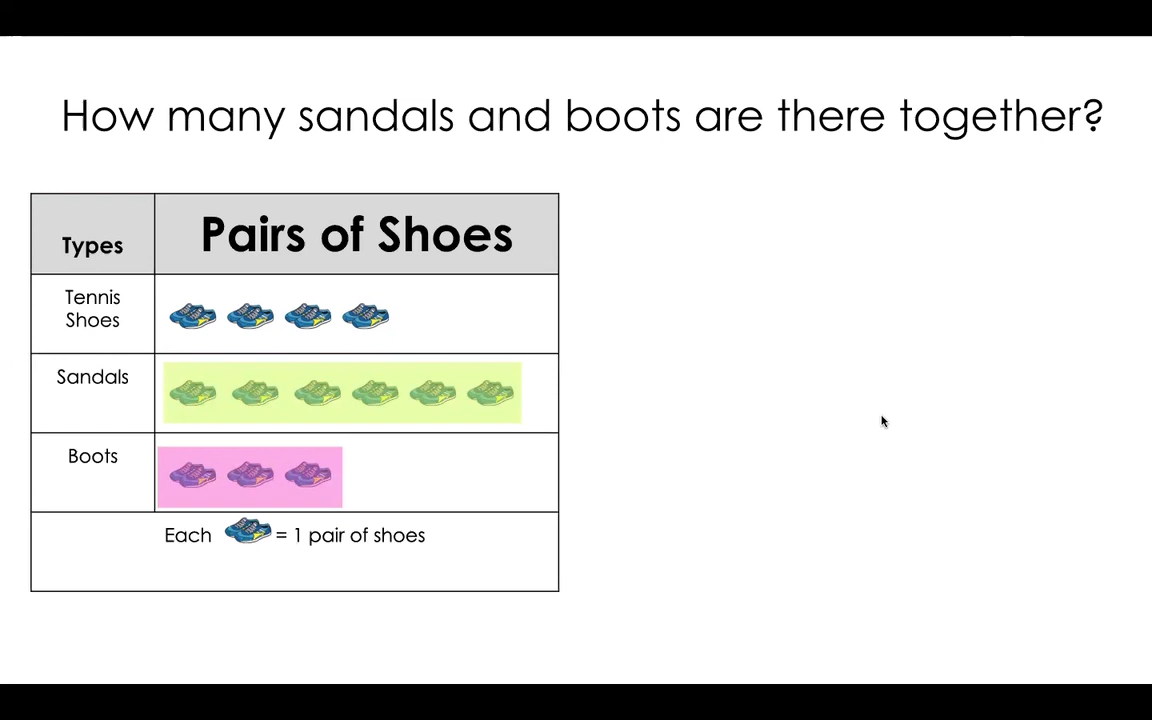 How many sandals and boots are there together?
Types
Pairs of Shoes
Tennis
Shoes
Sandals
Boots
Each = 1 pair of shoes